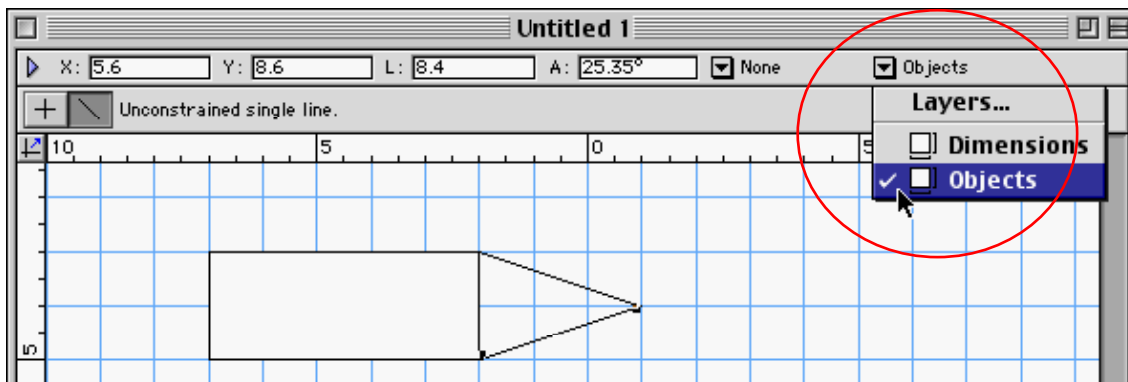 Untitled 1
X: 5.6 Y: 8.6 L: 8.4 A: 25.35° None Objects
Unconstrained single line.
Layers...
Dimensions
Objects
10 5 0 5
5